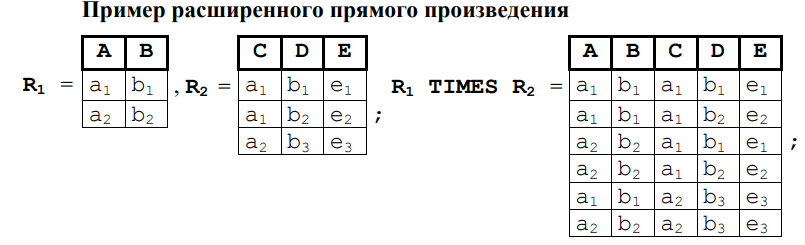 Пример расширенного прямого произведения
A B C D E A B C D E
R₁ = a₁ b₁ , R₂ = a₁ b₁ e₁ R₁ TIMES R₂ = a₁ b₁ a₁ b₁ e₁
a₂ b₂ a₁ b₂ e₂ ; a₁ b₁ a₁ b₂ e₂
a₂ b₃ e₃ a₂ b₂ a₁ b₁ e₁ ;
a₂ b₂ a₁ b₂ e₂
a₁ b₁ a₂ b₃ e₃
a₂ b₂ a₂ b₃ e₃